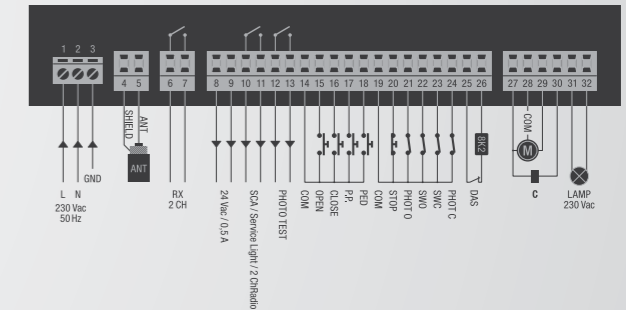 1 2 3
4 5
6 7
8 9 10 11 12 13 14 15 16 17 18 19 20 21 22 23 24 25 26
27 28 29 30 31 32
SHIELD
ANT
ANT
GND
L N
230 Vac
50 Hz
RX
2 CH
24 Vac / 0,5 A
SCA / Service Light / 2 ChRadio
PHOTO TEST
COM
OPEN
CLOSE
P.P.
PED
COM
STOP
PHOT O
SWO
SWC
PHOT C
8K2
DAS
COM
M
C
LAMP
230 Vac